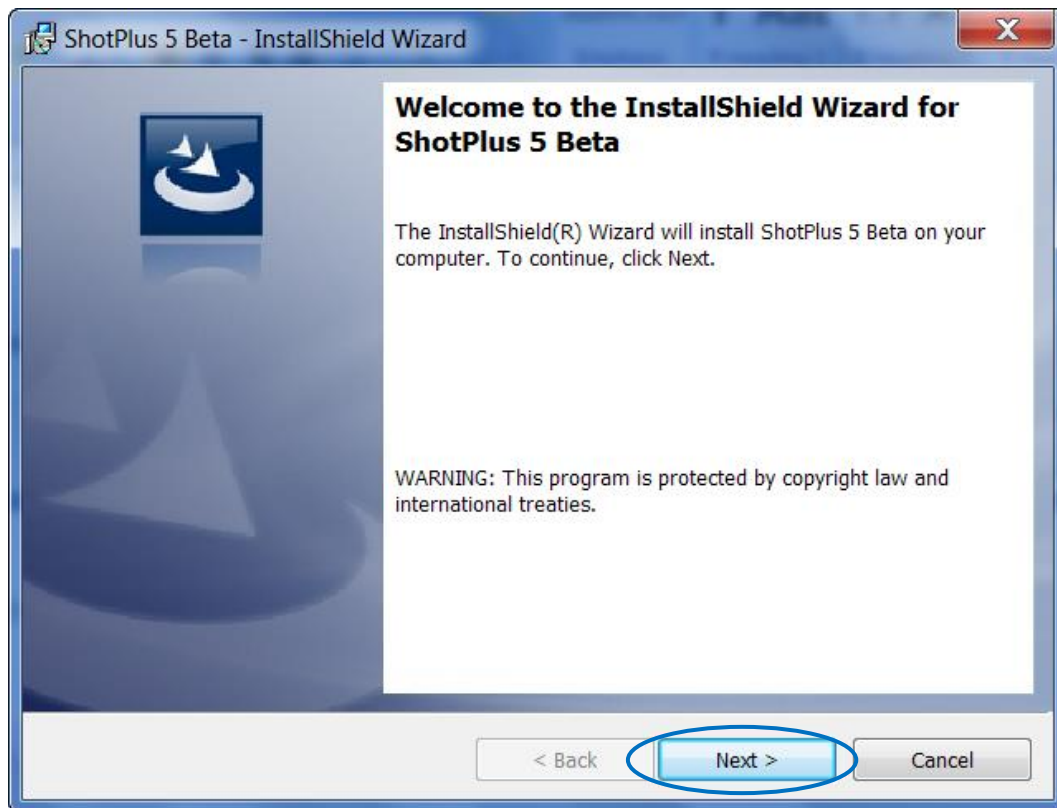 ShotPlus 5 Beta - InstallShield Wizard
Welcome to the InstallShield Wizard for
ShotPlus 5 Beta
The InstallShield(R) Wizard will install ShotPlus 5 Beta on your
computer. To continue, click Next.
WARNING: This program is protected by copyright law and
international treaties.
< Back
Next >
Cancel